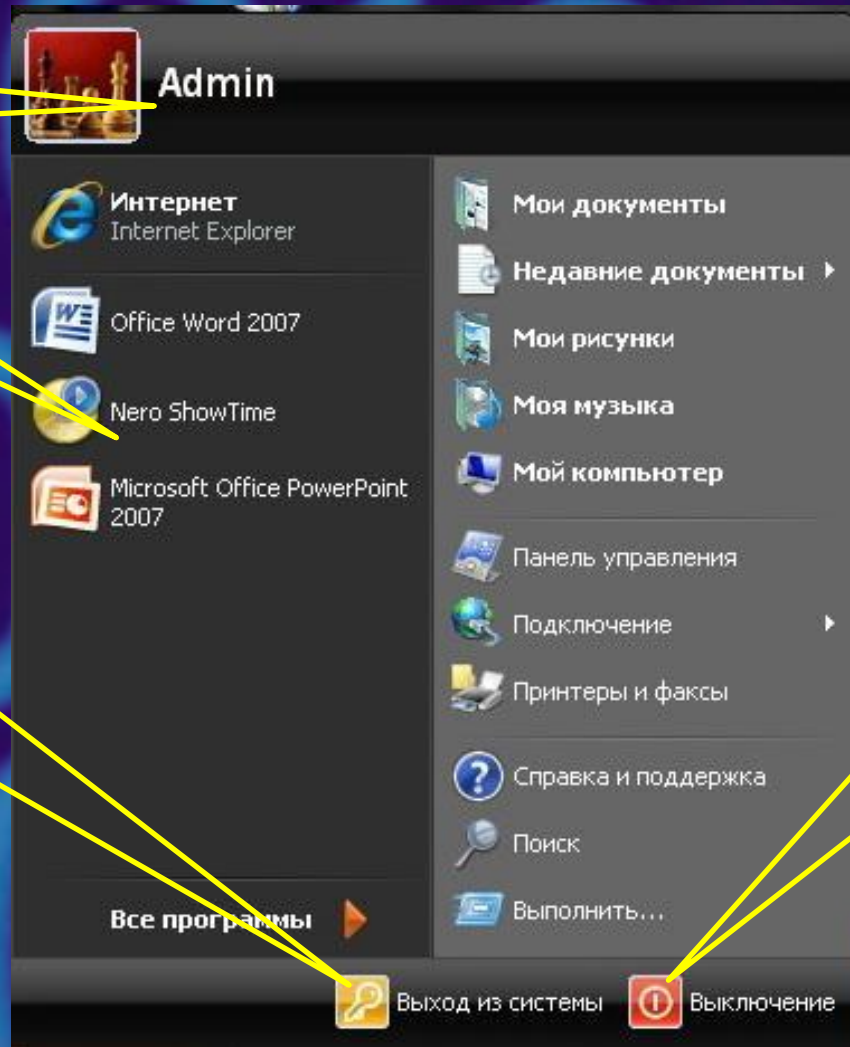 Admin
Интернет
Internet Explorer
Office Word 2007
Nero ShowTime
Microsoft Office PowerPoint
2007
Все программы
Мои документы
Недавние документы
Мои рисунки
Моя музыка
Мой компьютер
Панель управления
Подключение
Принтеры и факсы
Справка и поддержка
Поиск
Выполнить...
Выход из системы
Выключение